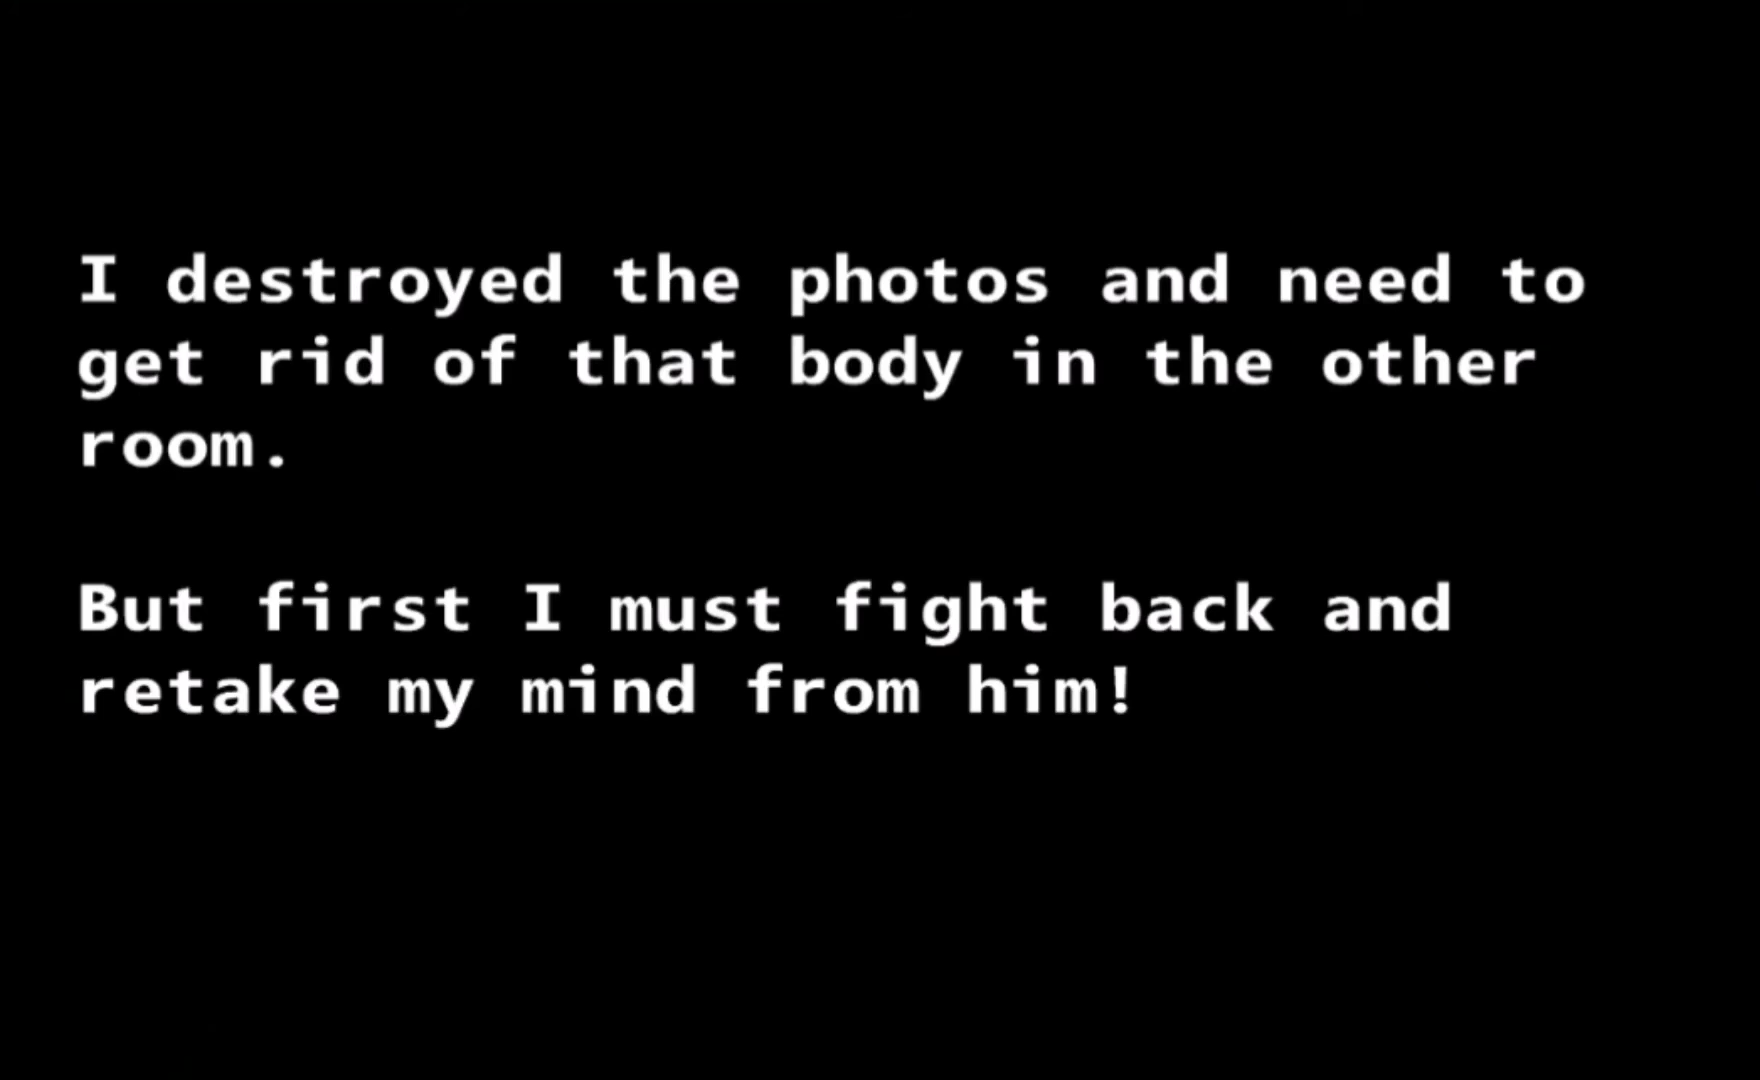 I destroyed the photos and need to
get rid of that body in the other
room.
But first I must fight back and
retake my mind from him!